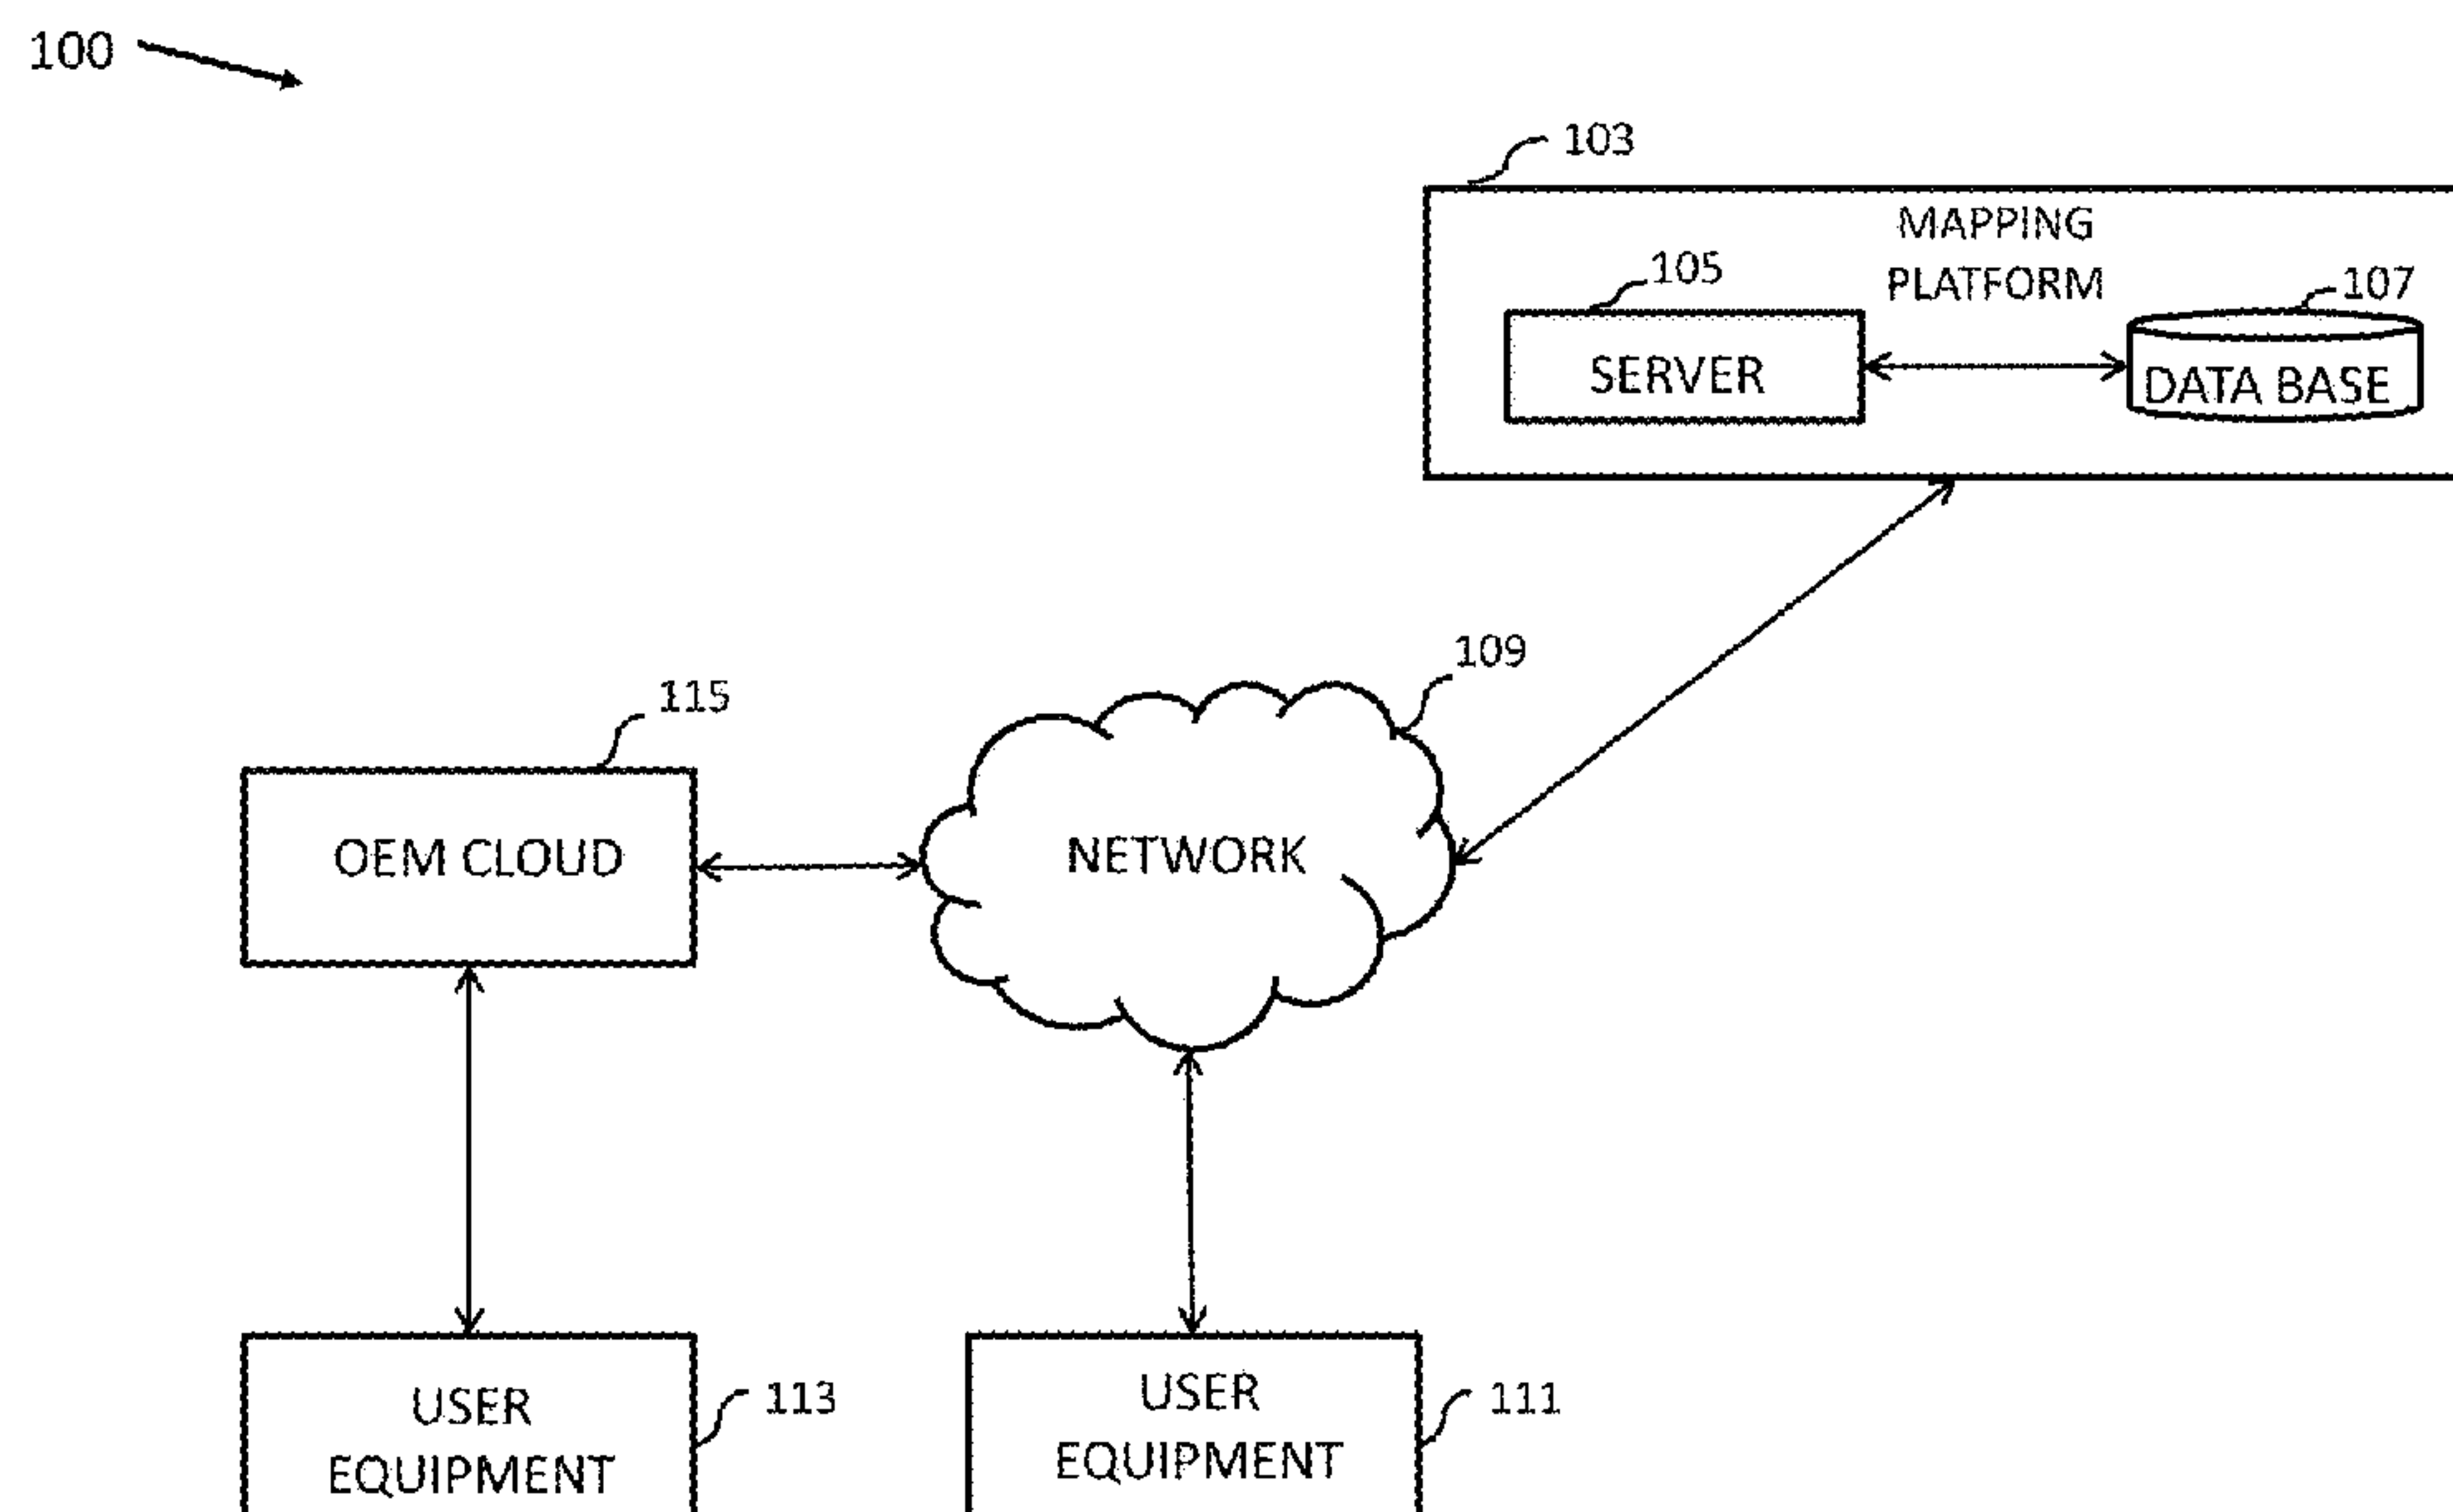 100
103
MAPPING
PLATFORM
105
107
SERVER
DATA BASE
109
115
OEM CLOUD
NETWORK
113
USER
EQUIPMENT
111
USER
EQUIPMENT